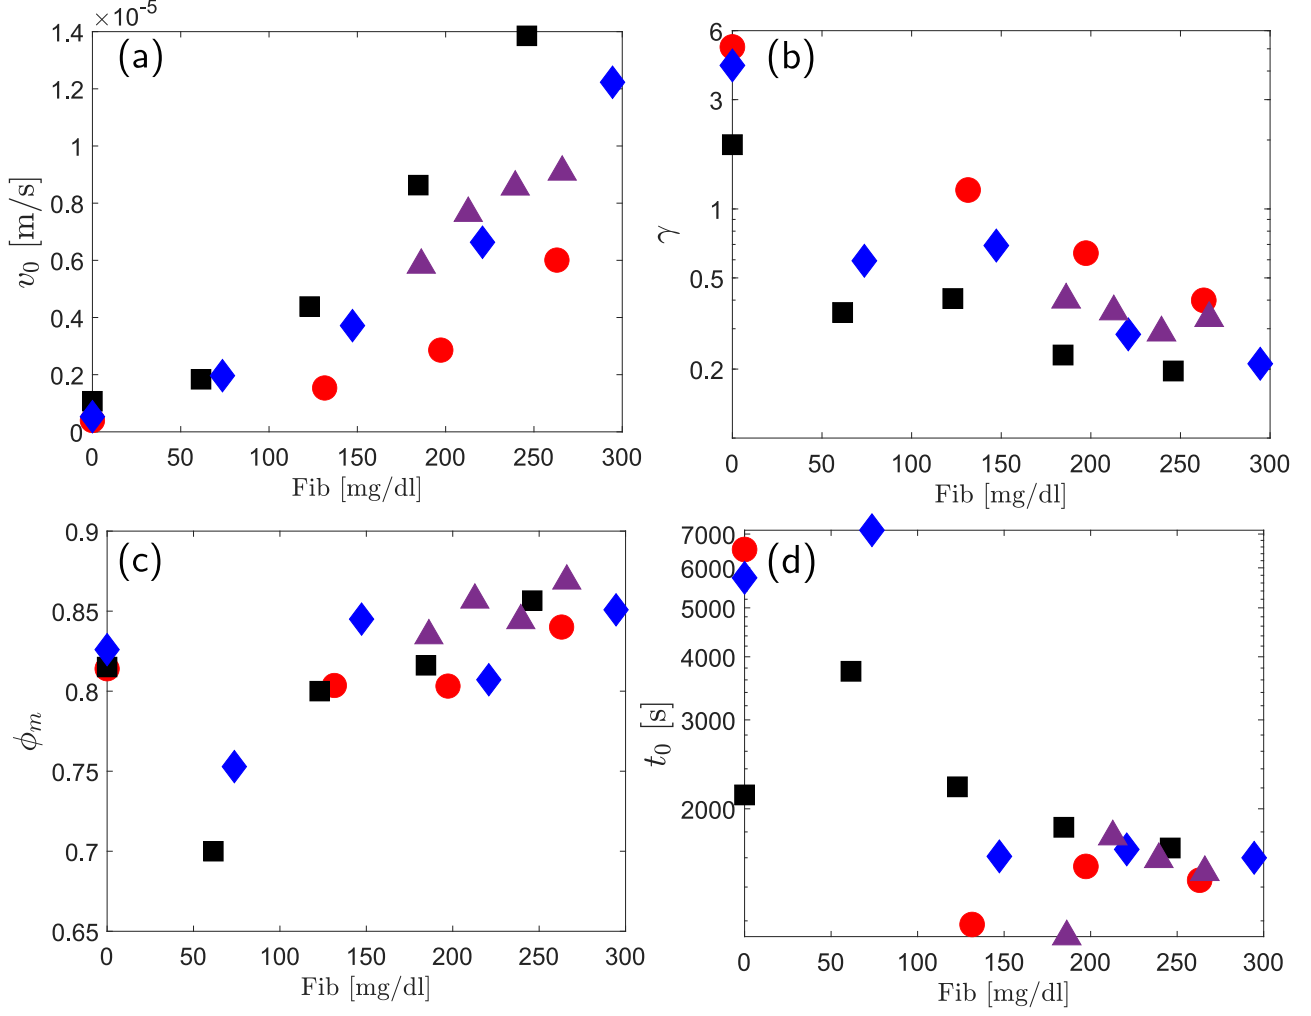 ×10⁻⁵
(a)
1.4
1.2
1
0.8
0.6
0.4
0.2
0
v₀ [m/s]
0 50 100 150 200 250 300
Fib [mg/dl]
(b)
6
3
1
0.5
0.2
γ
0 50 100 150 200 250 300
Fib [mg/dl]
(c)
0.9
0.85
0.8
0.75
0.7
0.65
ϕₘ
0 50 100 150 200 250 300
Fib [mg/dl]
(d)
7000
6000
5000
4000
3000
2000
t₀ [s]
0 50 100 150 200 250 300
Fib [mg/dl]